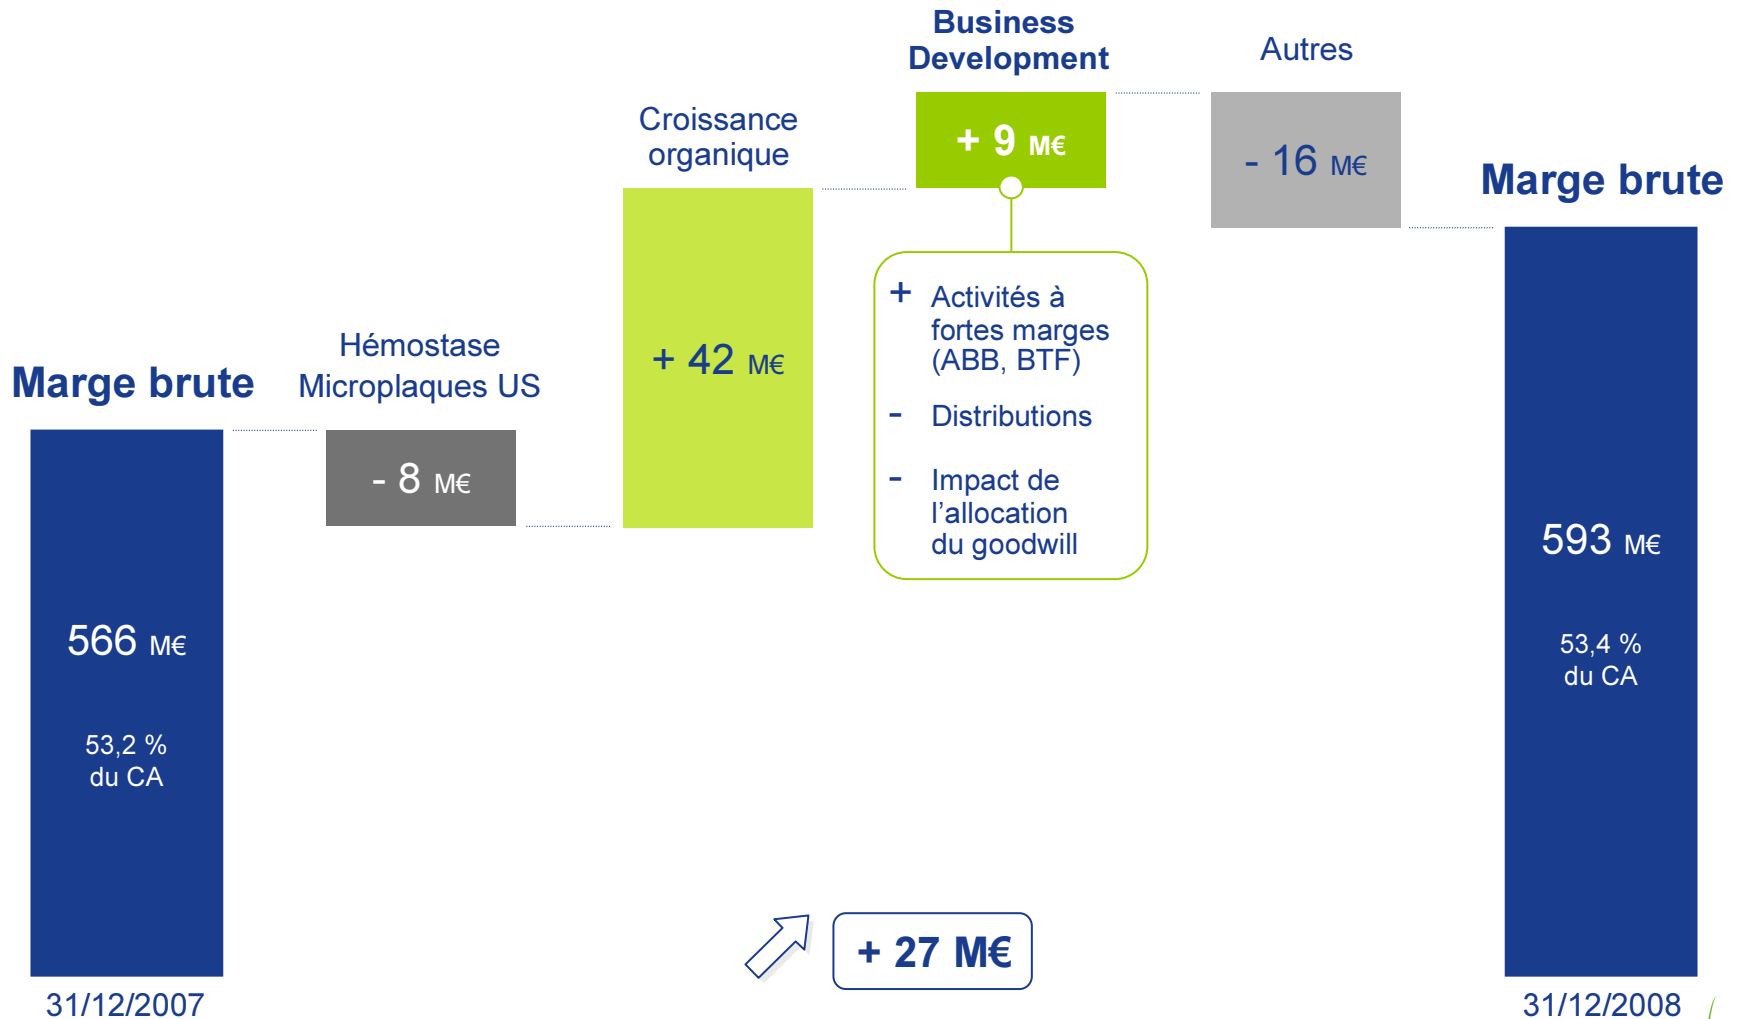 Marge brute
566 M€
53,2 %
du CA
31/12/2007
Hémostase
Microplaques US
- 8 M€
Croissance
organique
+ 42 M€
Business
Development
+ 9 M€
+ Activités à
fortes marges
(ABB, BTF)
- Distributions
- Impact de
l’allocation
du goodwill
Autres
- 16 M€
Marge brute
593 M€
53,4 %
du CA
31/12/2008
+ 27 M€